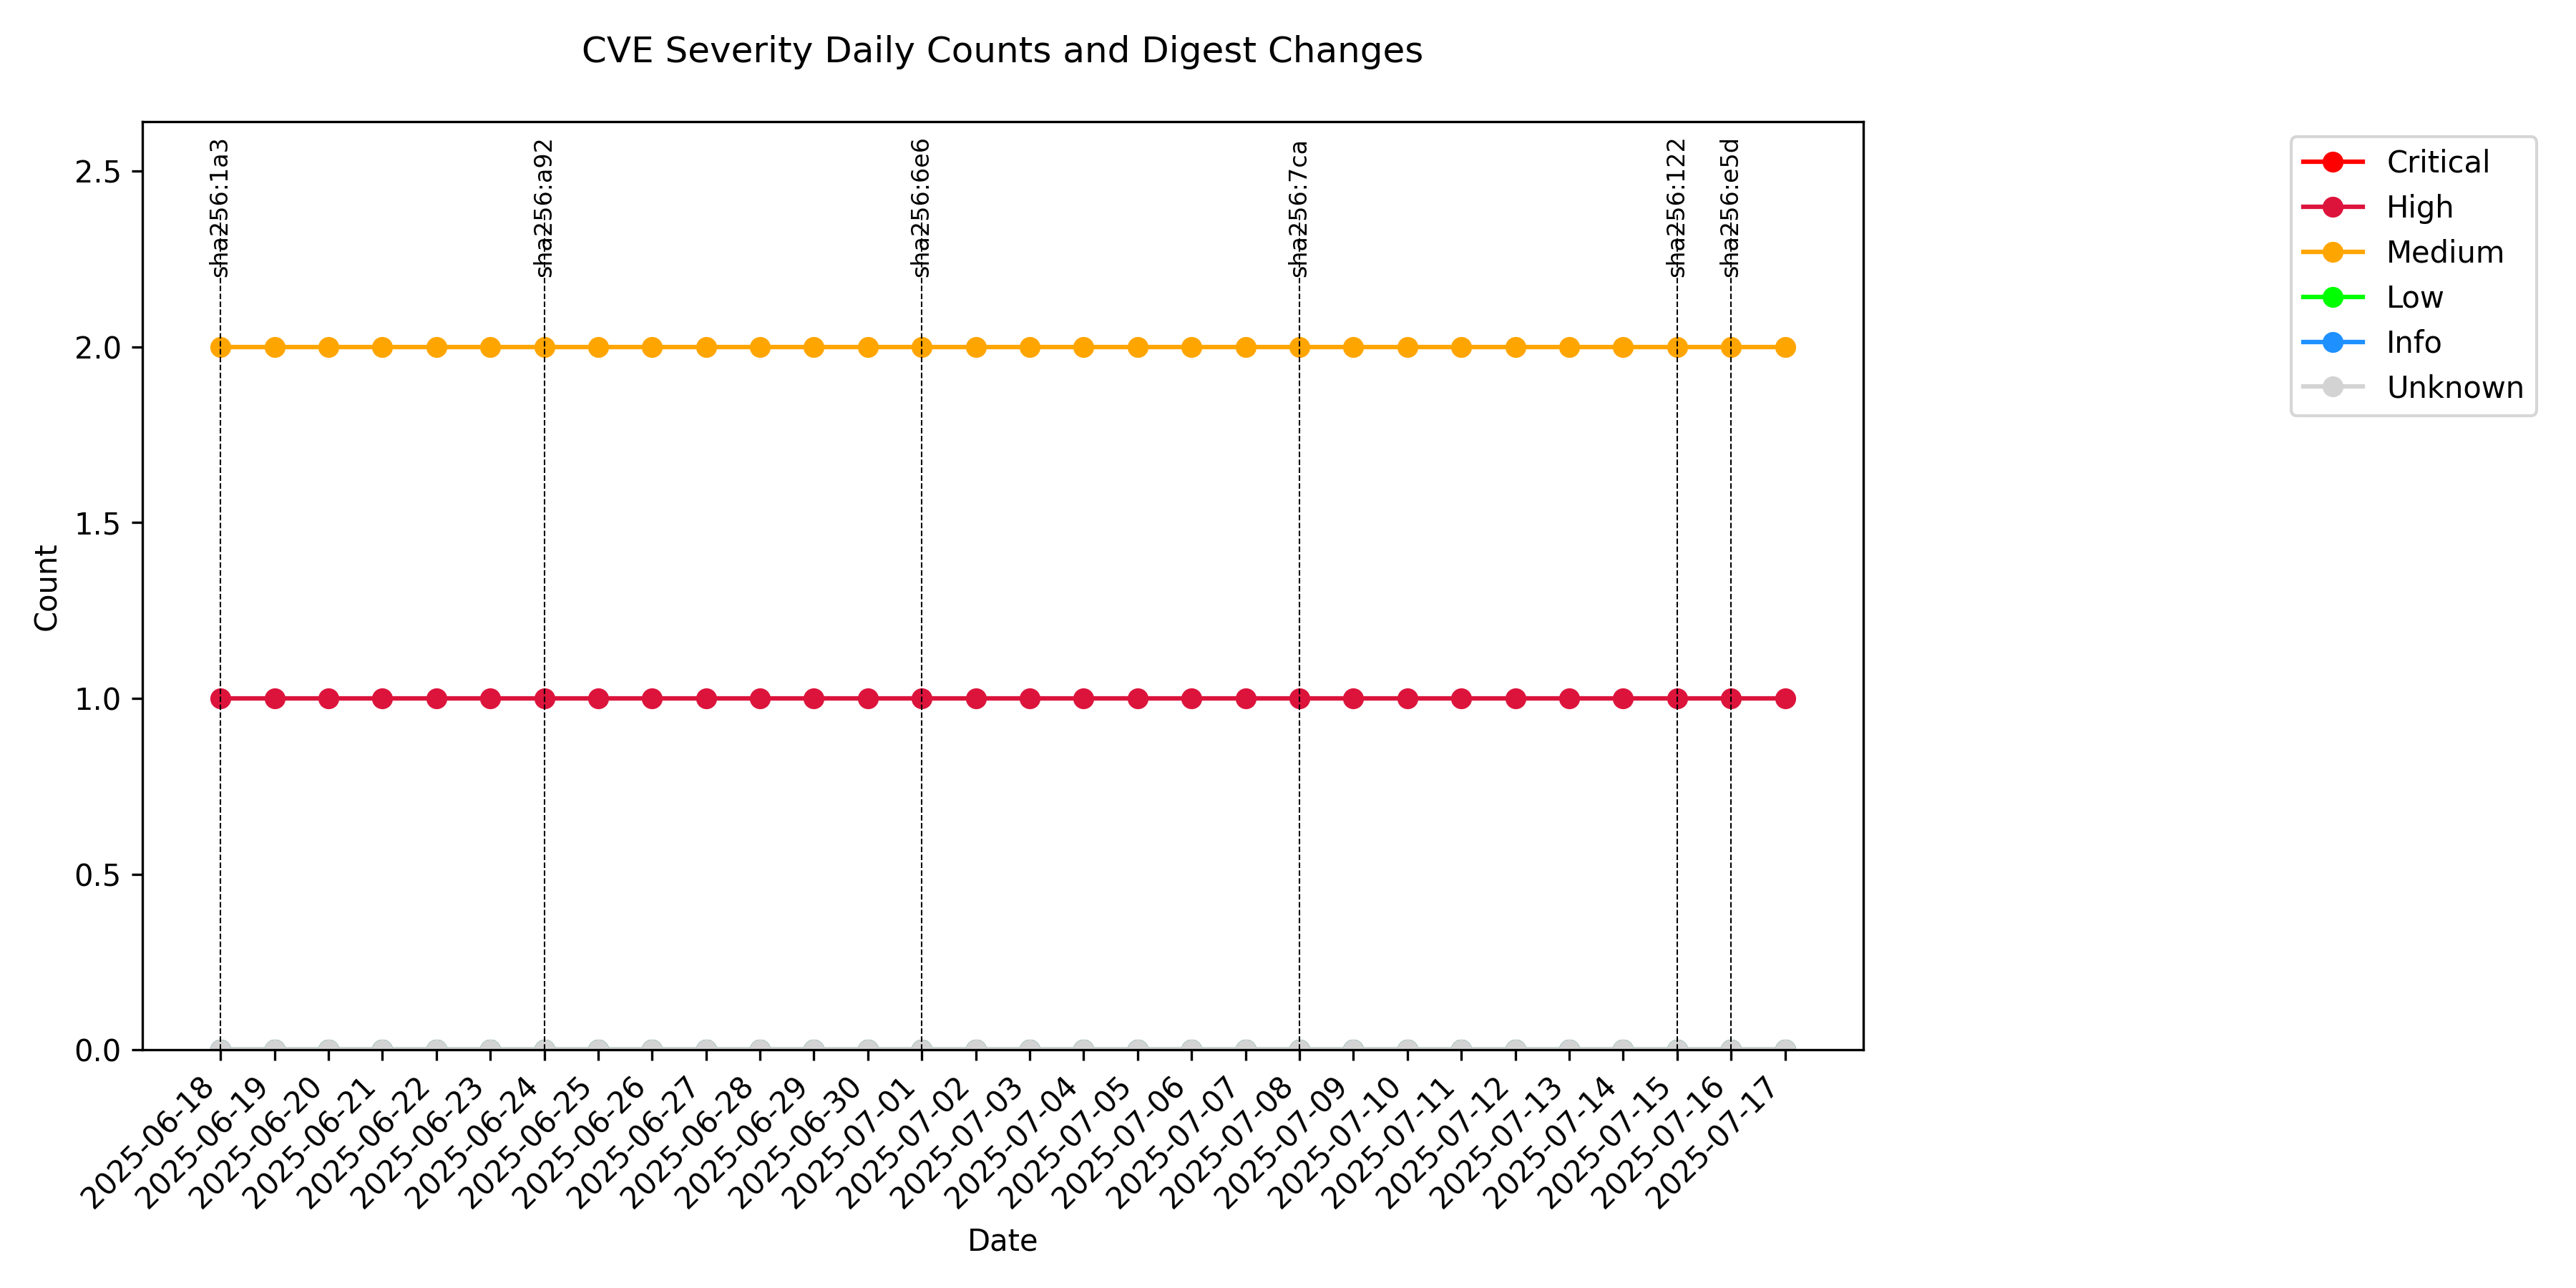 CVE Severity Daily Counts and Digest Changes
sha256:1a3
sha256:a92
sha256:6e6
sha256:7ca
sha256:122
sha256:e5d
Critical
High
Medium
Low
Info
Unknown
Count
2.5
2.0
1.5
1.0
0.5
0.0
2025-06-18
2025-06-19
2025-06-20
2025-06-21
2025-06-22
2025-06-23
2025-06-24
2025-06-25
2025-06-26
2025-06-27
2025-06-28
2025-06-29
2025-06-30
2025-07-01
2025-07-02
2025-07-03
2025-07-04
2025-07-05
2025-07-06
2025-07-07
2025-07-08
2025-07-09
2025-07-10
2025-07-11
2025-07-12
2025-07-13
2025-07-14
2025-07-15
2025-07-16
2025-07-17
Date